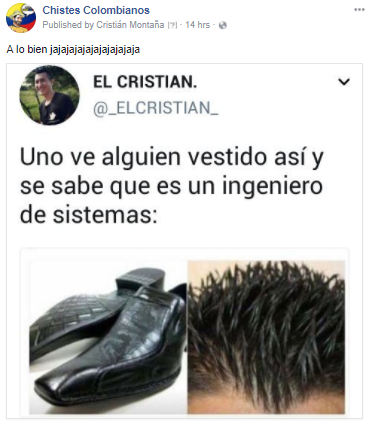 Chistes Colombianos
Published by Cristián Montaña [?] · 14 hrs ·
A lo bien jajajajajajajajajaja
EL CRISTIAN.
@_ELCRISTIAN_
Uno ve alguien vestido así y
se sabe que es un ingeniero
de sistemas: